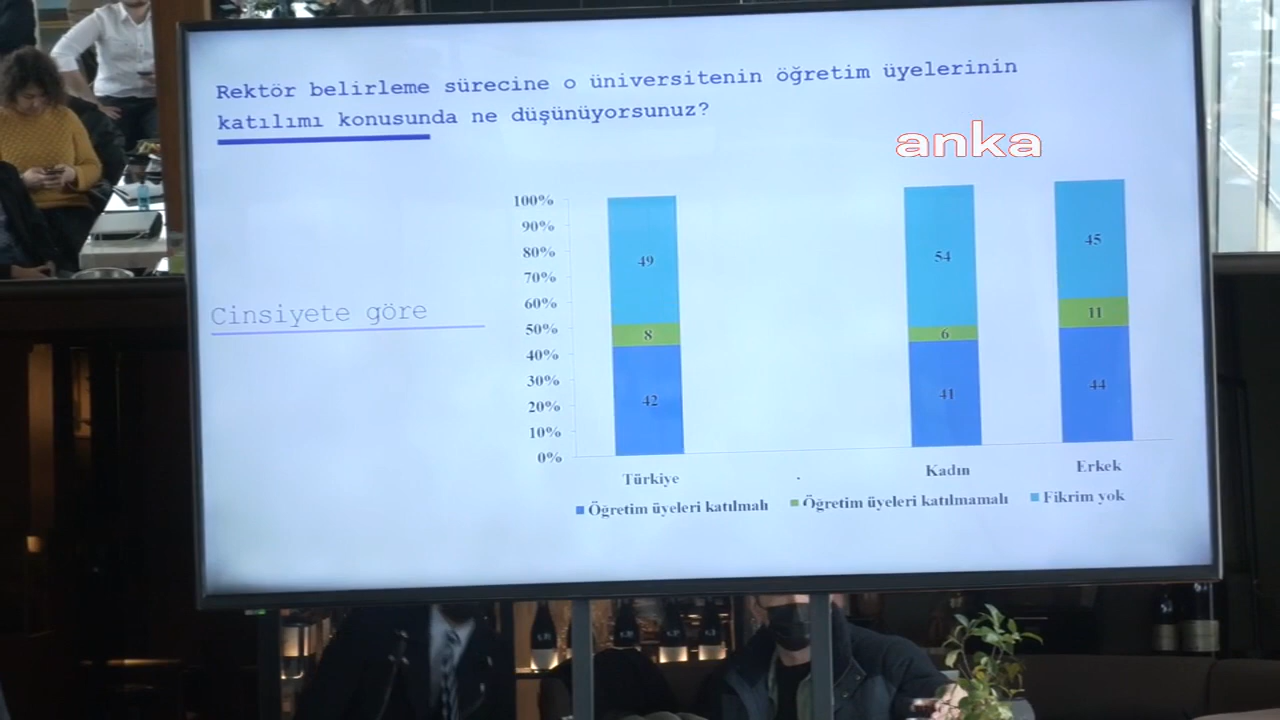 Rektör belirleme sürecine o üniversitenin öğretim üyelerinin
katılımı konusunda ne düşünüyorsunuz?
anka
Cinsiyete göre
100%
90%
80%
70%
60%
50%
40%
30%
20%
10%
0%
49
8
42
54
6
41
45
11
44
Türkiye
Kadın
Erkek
Öğretim üyeleri katılmalı
Öğretim üyeleri katılmamalı
Fikrim yok